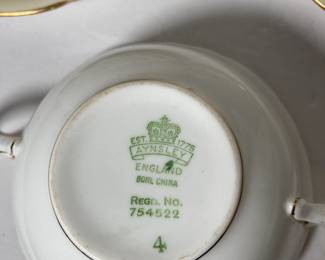 EST. 1775
AYNSLEY
ENGLAND
BONE CHINA
REGD. NO.
754522
4